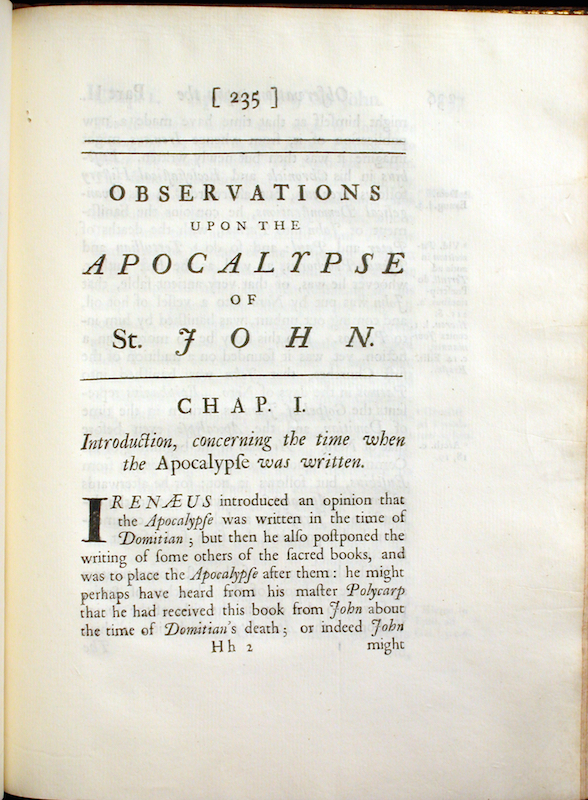 [ 235 ]
OBSERVATIONS
UPON THE
APOCALYPSE
OF
St. JOHN.
CHAP. I.
Introduction, concerning the time when
the Apocalypſe was written.
IRENÆUS introduced an opinion that
the Apocalypſe was written in the time of
Domitian ; but then he alſo poſtponed the
writing of ſome others of the ſacred books, and
was to place the Apocalypſe after them : he might
perhaps have heard from his maſter Polycarp
that he had received this book from John about
the time of Domitian's death ; or indeed John
Hh 2 might